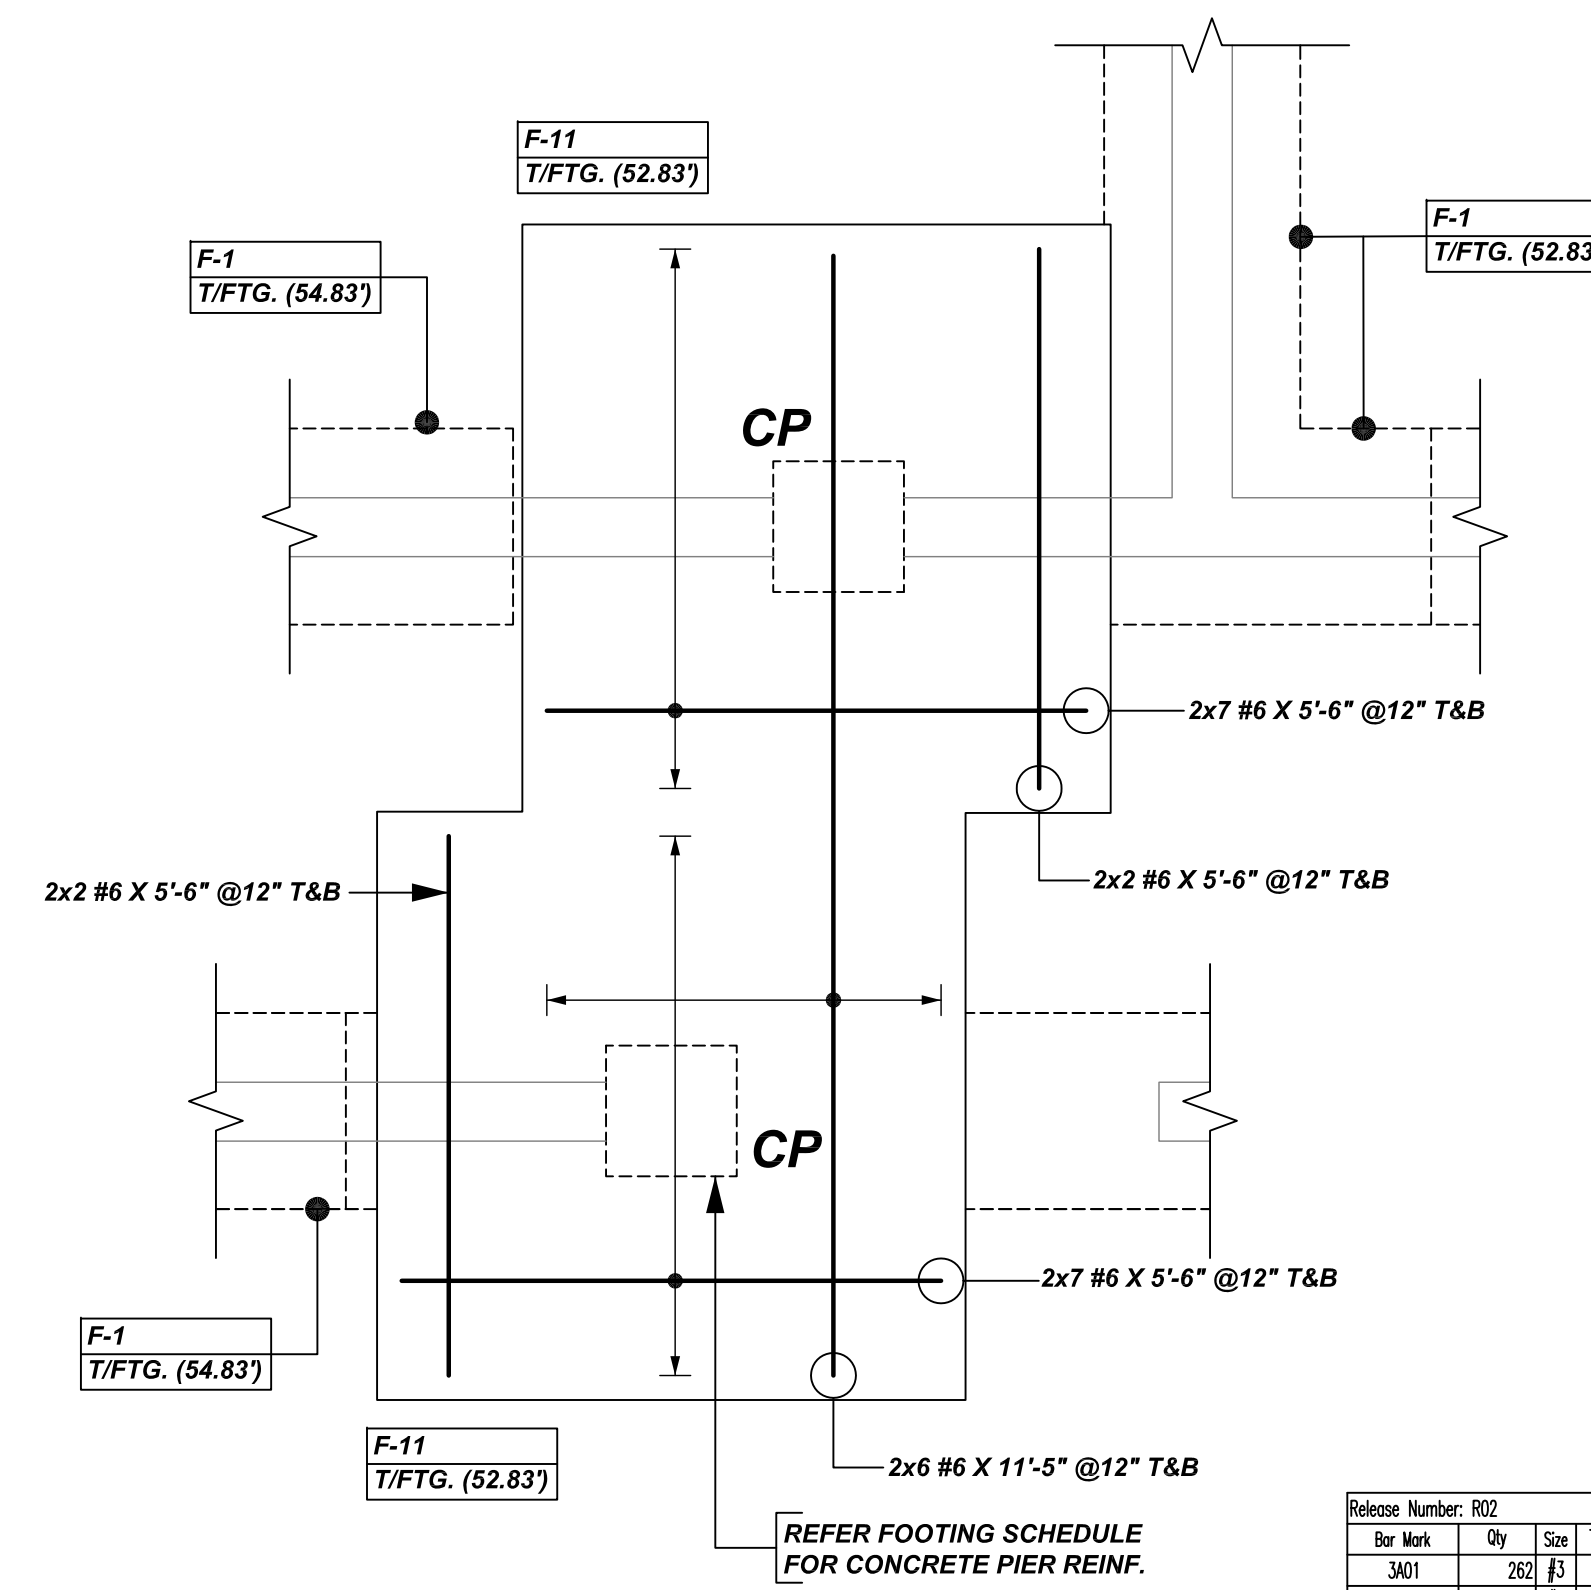 F-11
T/FTG. (52.83')
F-1
T/FTG. (52.83
F-1
T/FTG. (54.83')
CP
2x7 #6 X 5'-6" @12" T&B
2x2 #6 X 5'-6" @12" T&B
2x2 #6 X 5'-6" @12" T&B
CP
2x7 #6 X 5'-6" @12" T&B
F-1
T/FTG. (54.83')
F-11
T/FTG. (52.83')
2x6 #6 X 11'-5" @12" T&B
REFER FOOTING SCHEDULE
FOR CONCRETE PIER REINF.
Release Number: R02
Bar Mark Qty Size
3A01 262 #3